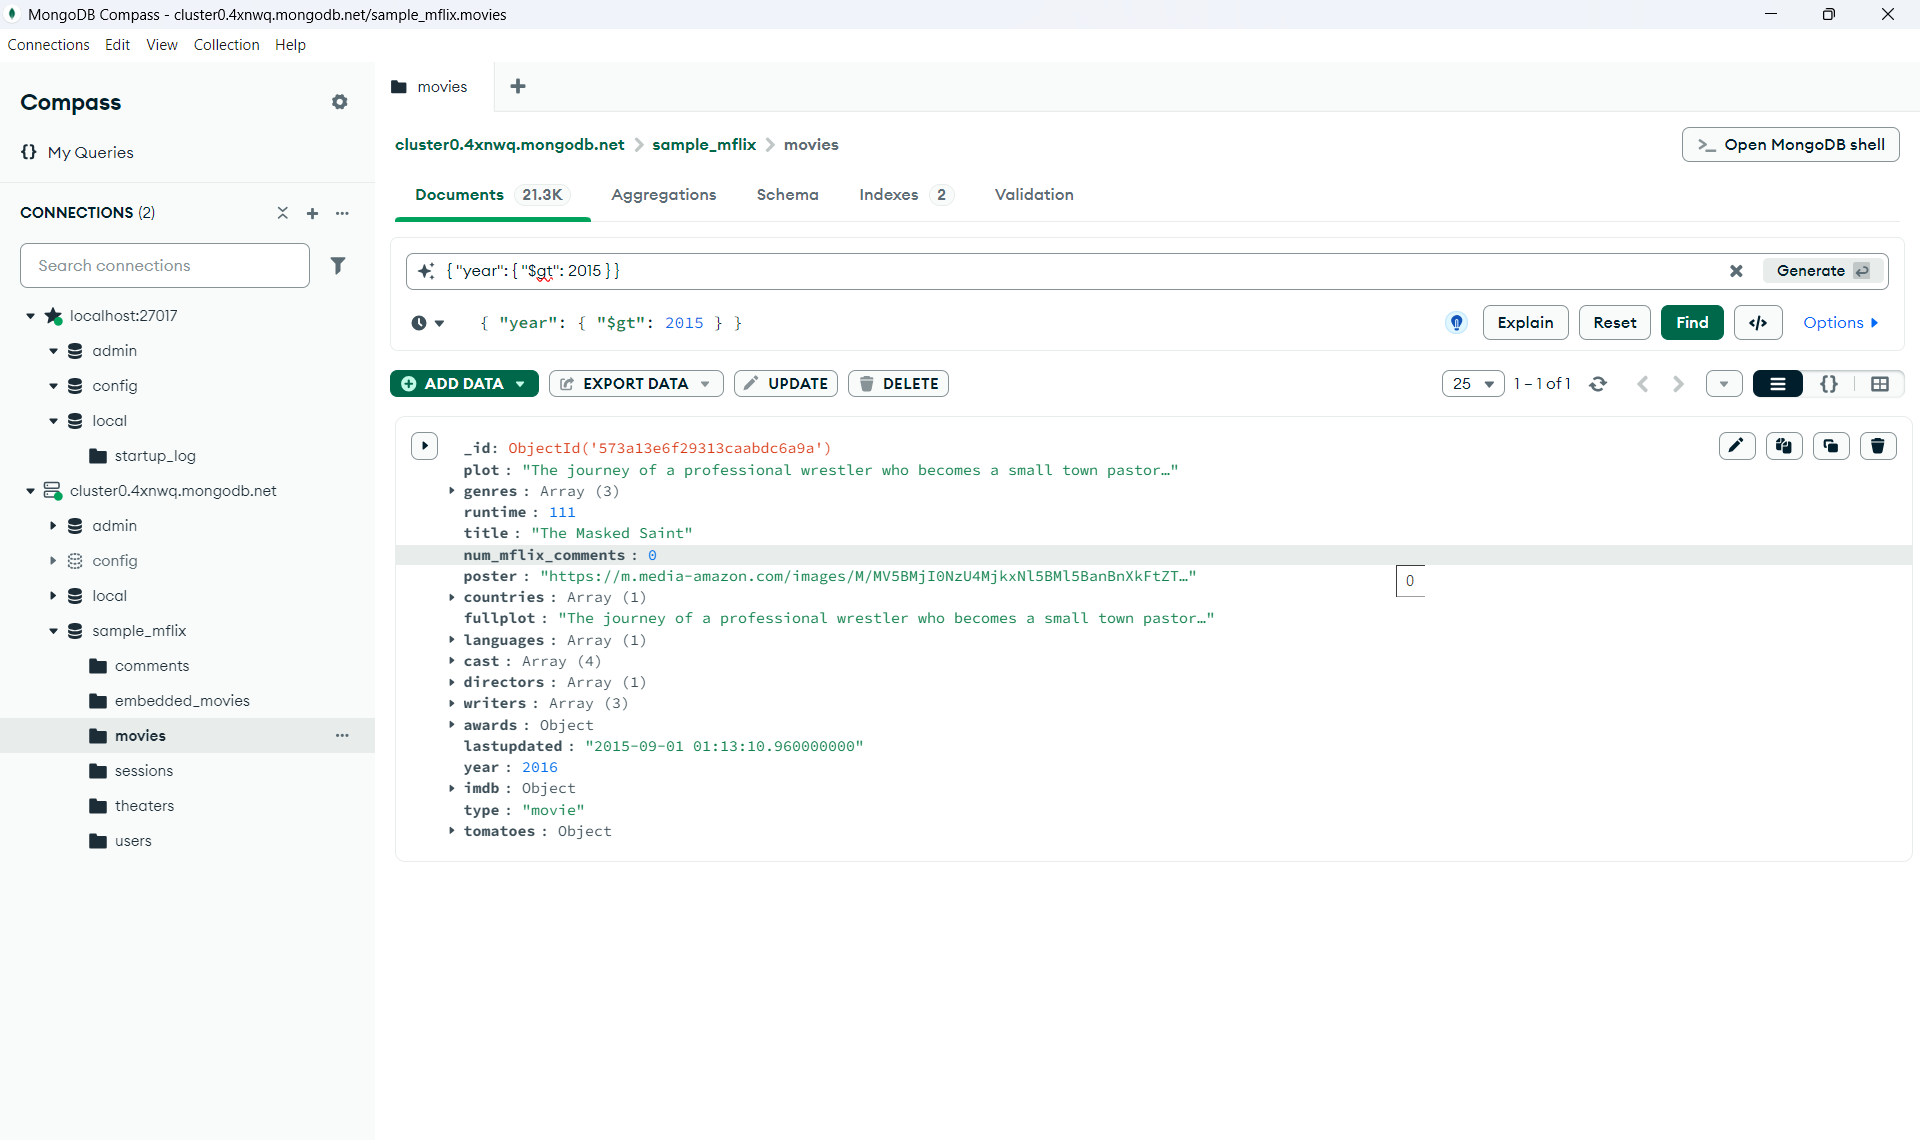 MongoDB Compass - cluster0.4xnwq.mongodb.net/sample_mflix.movies
Connections Edit View Collection Help
Compass
{} My Queries
CONNECTIONS (2)
Search connections
localhost:27017
admin
config
local
startup_log
cluster0.4xnwq.mongodb.net
admin
config
local
sample_mflix
comments
embedded_movies
movies
sessions
theaters
users
movies
cluster0.4xnwq.mongodb.net > sample_mflix > movies
>_ Open MongoDB shell
Documents 21.3K Aggregations Schema Indexes 2 Validation
{ "year": { "$gt": 2015 } }
Generate
{ "year": { "$gt": 2015 } }
Explain Reset Find </> Options
ADD DATA EXPORT DATA UPDATE DELETE
25 1 – 1 of 1 {}
_id: ObjectId('573a13e6f29313caabdc6a9a')
plot : "The journey of a professional wrestler who becomes a small town pastor…"
genres : Array (3)
runtime : 111
title : "The Masked Saint"
num_mflix_comments : 0
poster : "https://m.media-amazon.com/images/M/MV5BMjI0NzU4MjkxNl5BMl5BanBnXkFtZT…"
0
countries : Array (1)
fullplot : "The journey of a professional wrestler who becomes a small town pastor…"
languages : Array (1)
cast : Array (4)
directors : Array (1)
writers : Array (3)
awards : Object
lastupdated : "2015-09-01 01:13:10.960000000"
year : 2016
imdb : Object
type : "movie"
tomatoes : Object